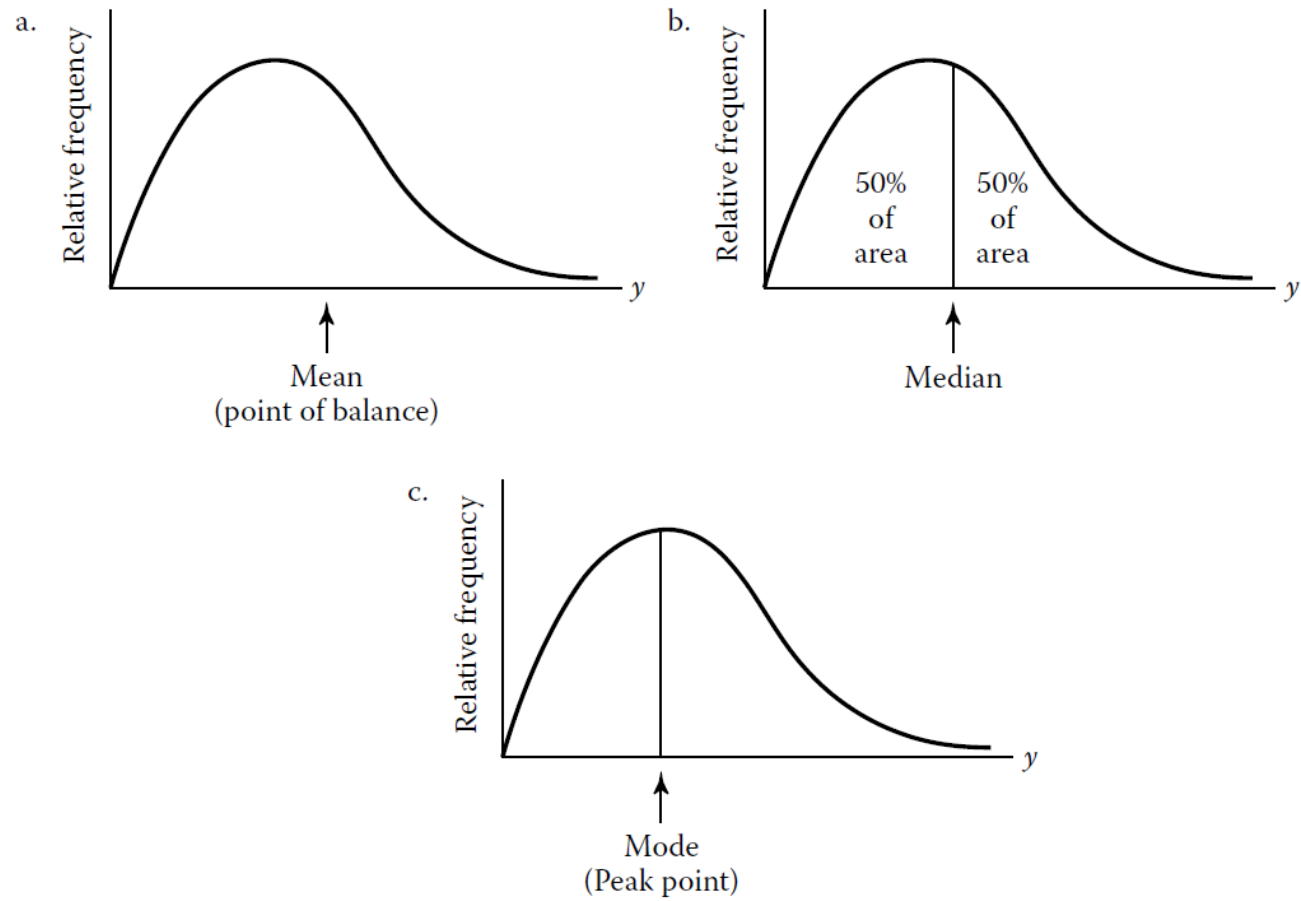 a.
Relative frequency
y
Mean
(point of balance)
b.
Relative frequency
50%
of
area
50%
of
area
y
Median
c.
Relative frequency
y
Mode
(Peak point)